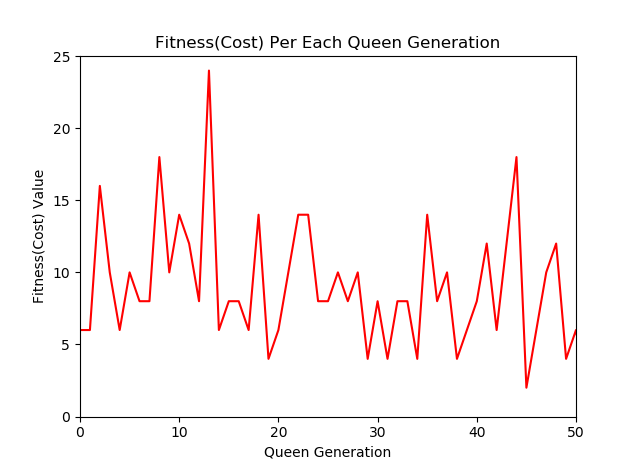 Fitness(Cost) Per Each Queen Generation
25
20
15
10
5
0
Fitness(Cost) Value
0 10 20 30 40 50
Queen Generation